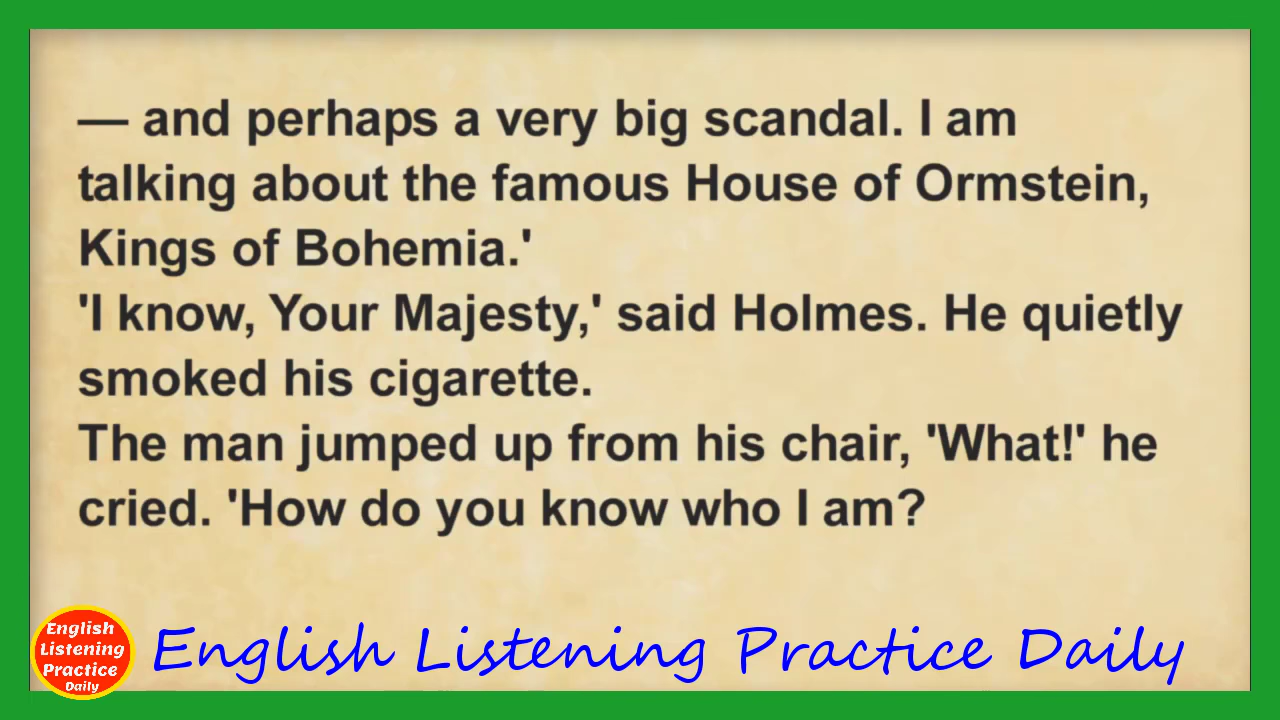 — and perhaps a very big scandal. I am
talking about the famous House of Ormstein,
Kings of Bohemia.'
'I know, Your Majesty,' said Holmes. He quietly
smoked his cigarette.
The man jumped up from his chair, 'What!' he
cried. 'How do you know who I am?
English
Listening
Practice
Daily
English Listening Practice Daily